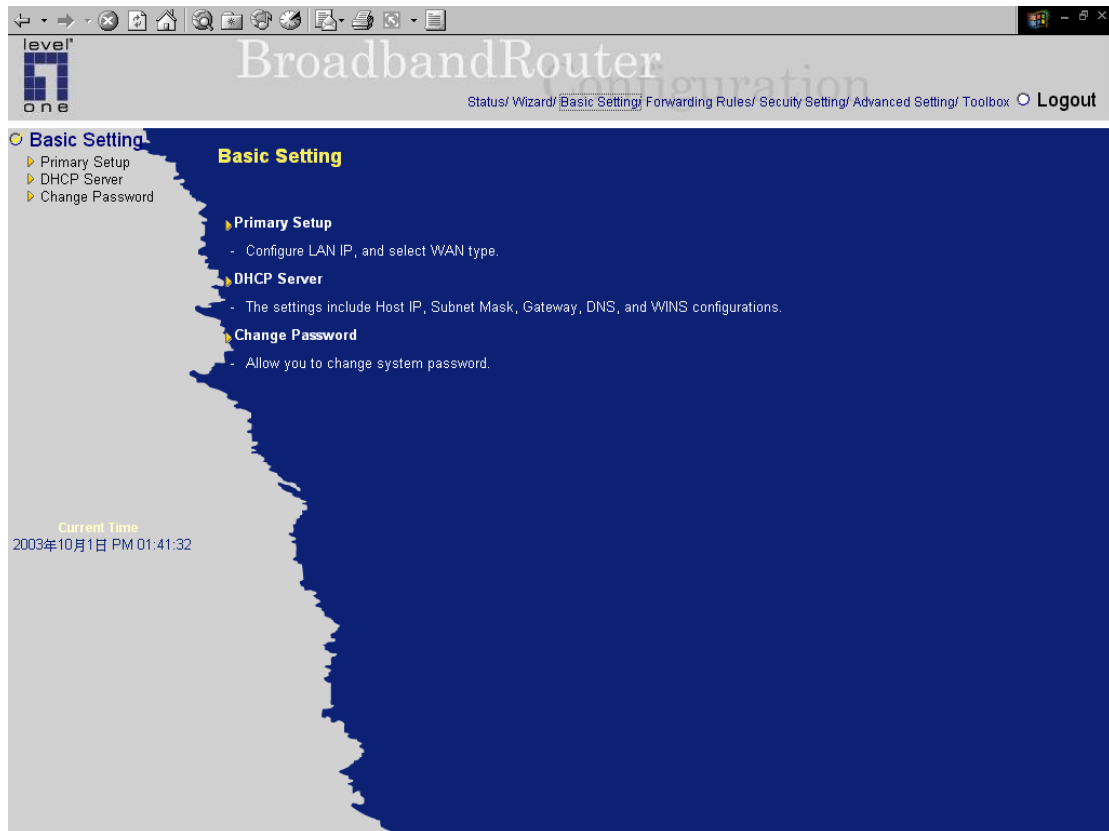 level
one
BroadbandRouter
Configuration
Status/ Wizard/ Basic Setting/ Forwarding Rules/ Secuity Setting/ Advanced Setting/ Toolbox Logout
Basic Setting
Primary Setup
DHCP Server
Change Password
Basic Setting
Primary Setup
- Configure LAN IP, and select WAN type.
DHCP Server
- The settings include Host IP, Subnet Mask, Gateway, DNS, and WINS configurations.
Change Password
- Allow you to change system password.
Current Time
2003年10月1日 PM 01:41:32